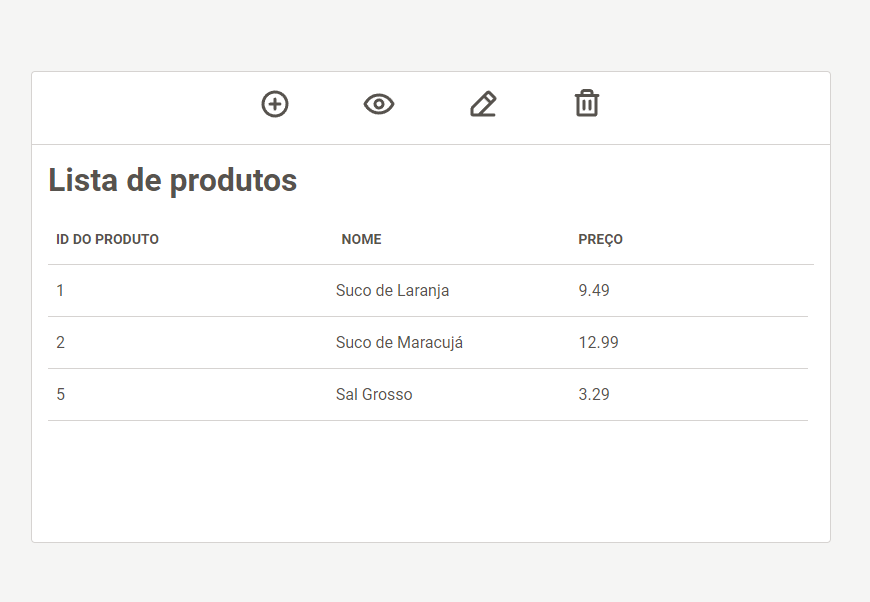 Lista de produtos
ID DO PRODUTO NOME PREÇO
1 Suco de Laranja 9.49
2 Suco de Maracujá 12.99
5 Sal Grosso 3.29